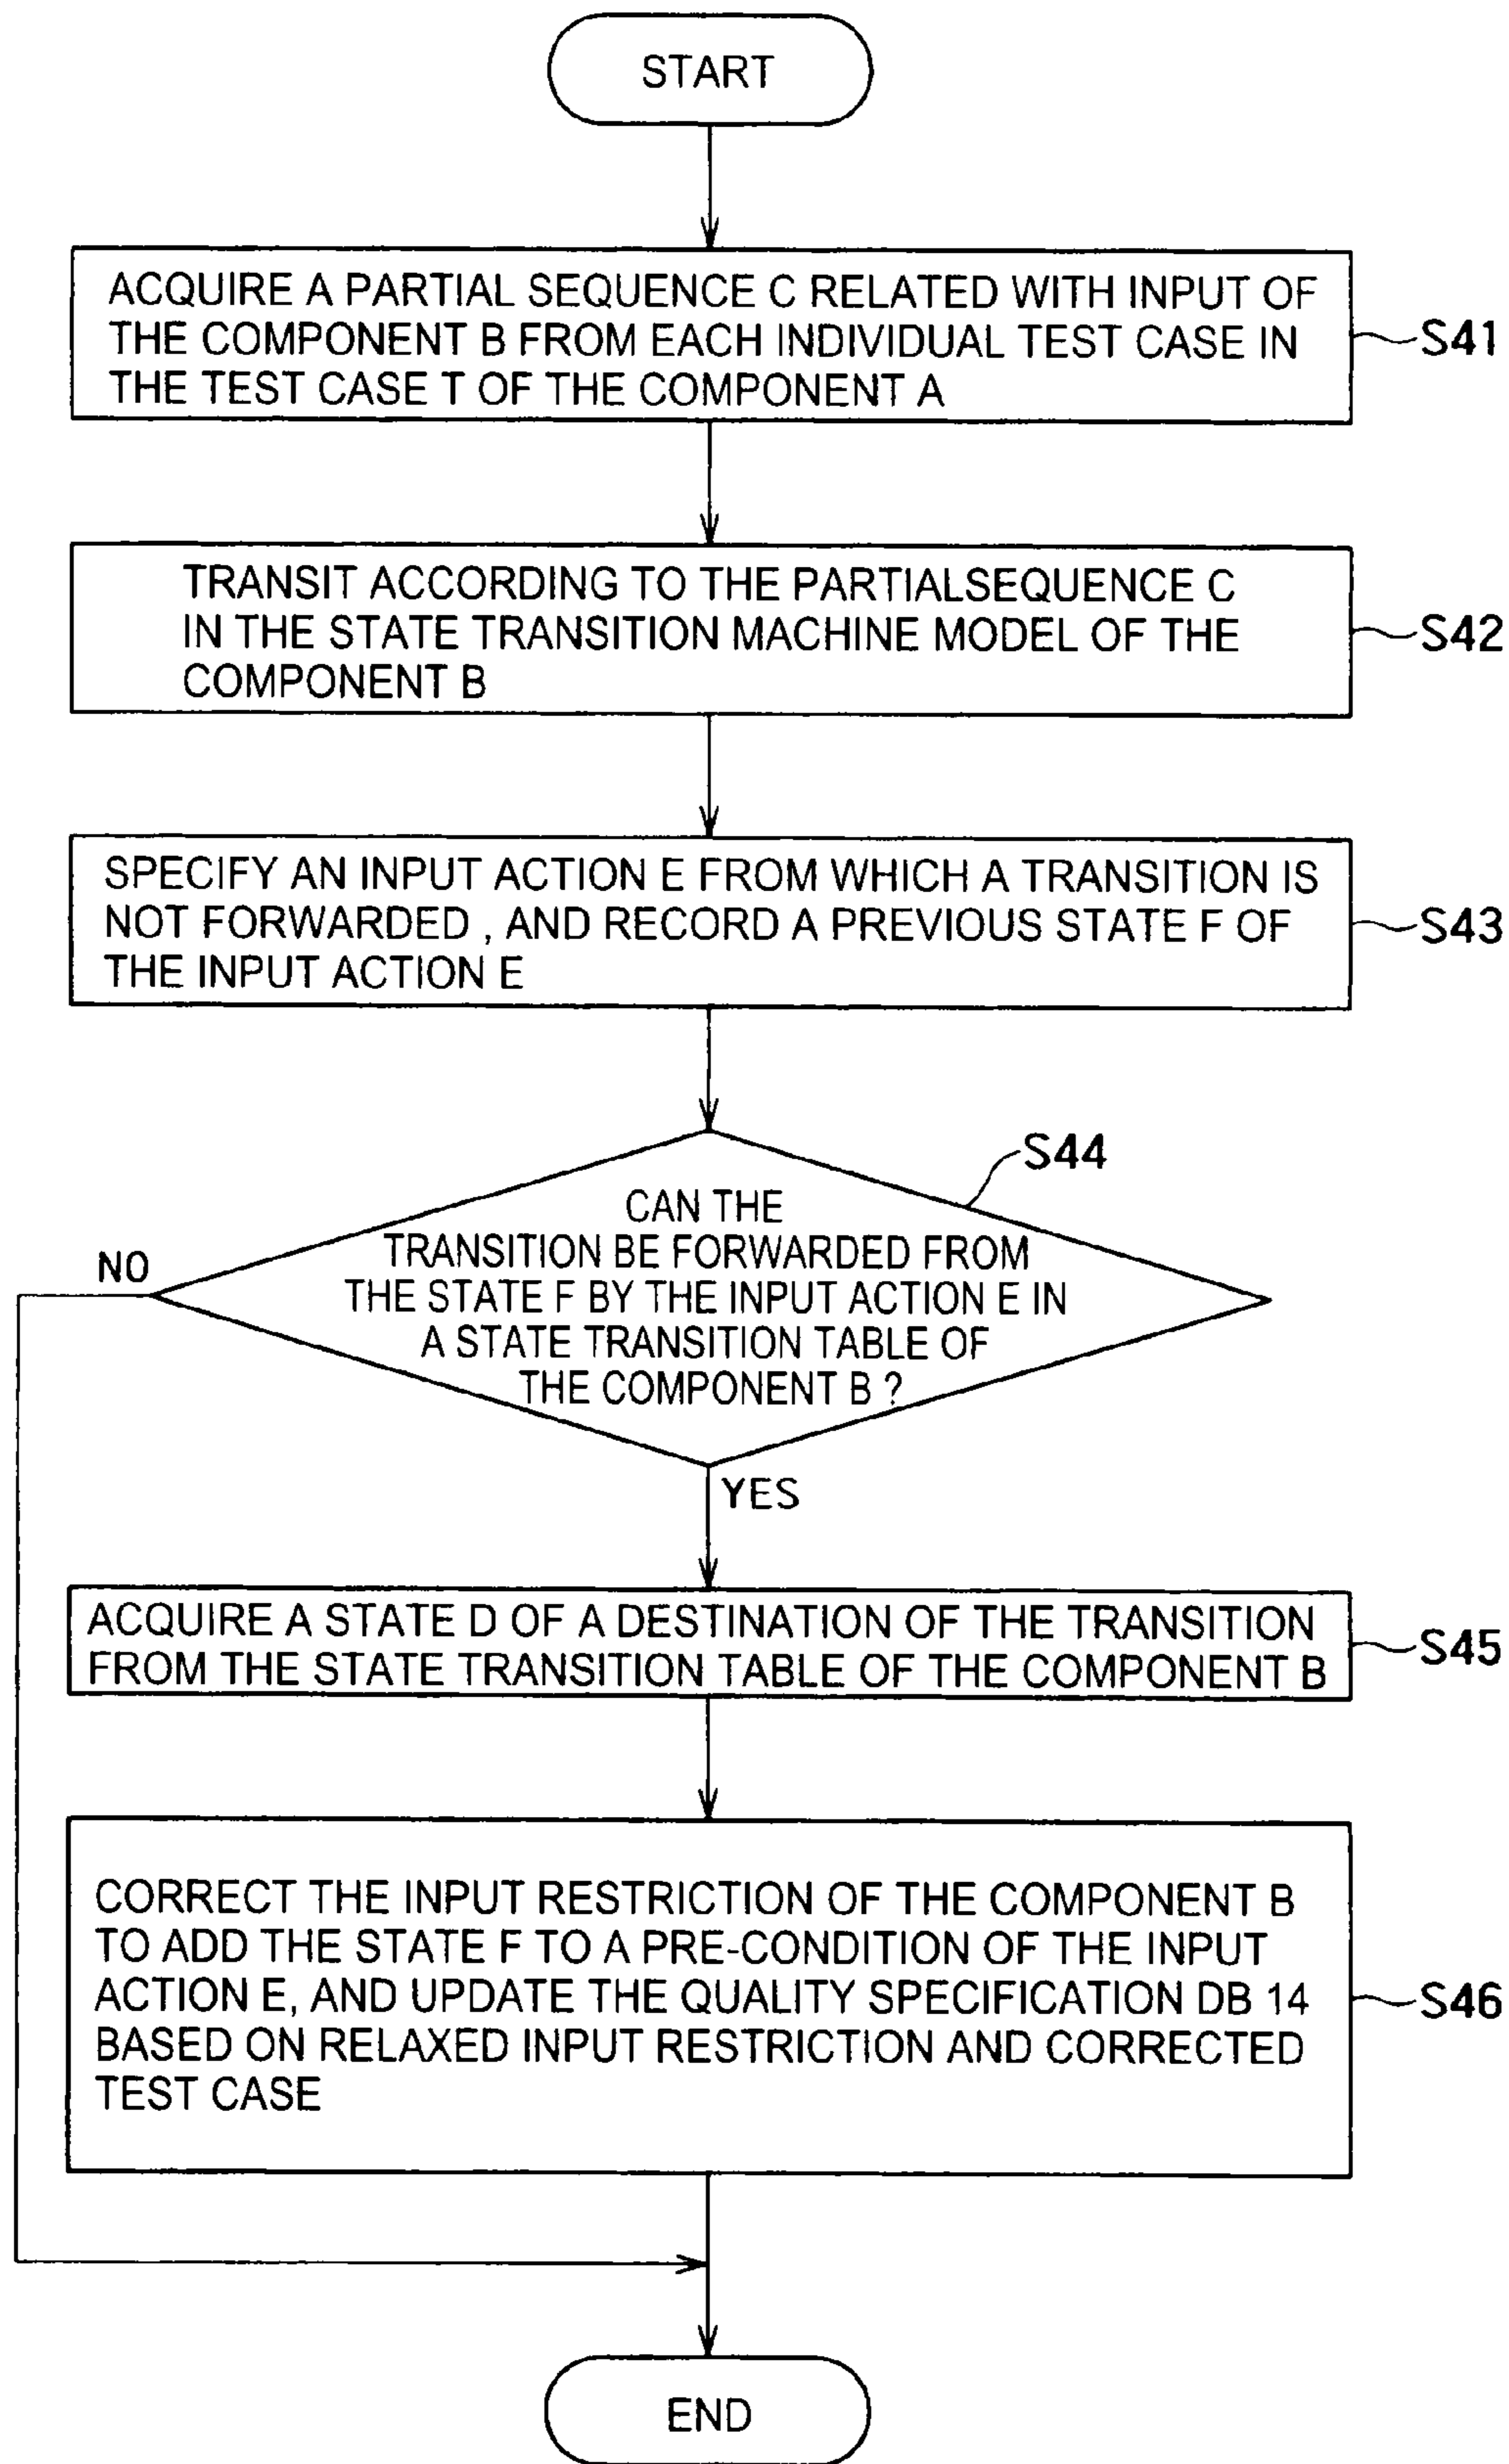 START
ACQUIRE A PARTIAL SEQUENCE C RELATED WITH INPUT OF
THE COMPONENT B FROM EACH INDIVIDUAL TEST CASE IN
THE TEST CASE T OF THE COMPONENT A
S41
TRANSIT ACCORDING TO THE PARTIALSEQUENCE C
IN THE STATE TRANSITION MACHINE MODEL OF THE
COMPONENT B
S42
SPECIFY AN INPUT ACTION E FROM WHICH A TRANSITION IS
NOT FORWARDED , AND RECORD A PREVIOUS STATE F OF
THE INPUT ACTION E
S43
S44
CAN THE
TRANSITION BE FORWARDED FROM
THE STATE F BY THE INPUT ACTION E IN
A STATE TRANSITION TABLE OF
THE COMPONENT B ?
NO
YES
ACQUIRE A STATE D OF A DESTINATION OF THE TRANSITION
FROM THE STATE TRANSITION TABLE OF THE COMPONENT B
S45
CORRECT THE INPUT RESTRICTION OF THE COMPONENT B
TO ADD THE STATE F TO A PRE-CONDITION OF THE INPUT
ACTION E, AND UPDATE THE QUALITY SPECIFICATION DB 14
BASED ON RELAXED INPUT RESTRICTION AND CORRECTED
TEST CASE
S46
END